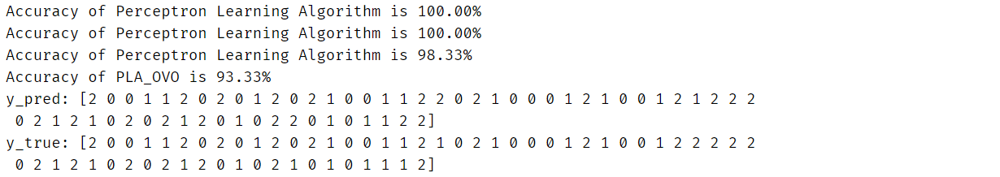 Accuracy of Perceptron Learning Algorithm is 100.00%
Accuracy of Perceptron Learning Algorithm is 100.00%
Accuracy of Perceptron Learning Algorithm is 98.33%
Accuracy of PLA_OVO is 93.33%
y_pred: [2 0 0 1 1 2 0 2 0 1 2 0 2 1 0 0 1 1 2 2 0 2 1 0 0 0 1 2 1 0 0 1 2 1 2 2 2
0 2 1 2 1 0 2 0 2 1 2 0 1 0 2 2 0 1 0 1 1 2 2]
y_true: [2 0 0 1 1 2 0 2 0 1 2 0 2 1 0 0 1 1 2 1 0 2 1 0 0 0 1 2 1 0 0 1 2 2 2 2 2
0 2 1 2 1 0 2 0 2 1 2 0 1 0 2 1 0 1 0 1 1 1 2]